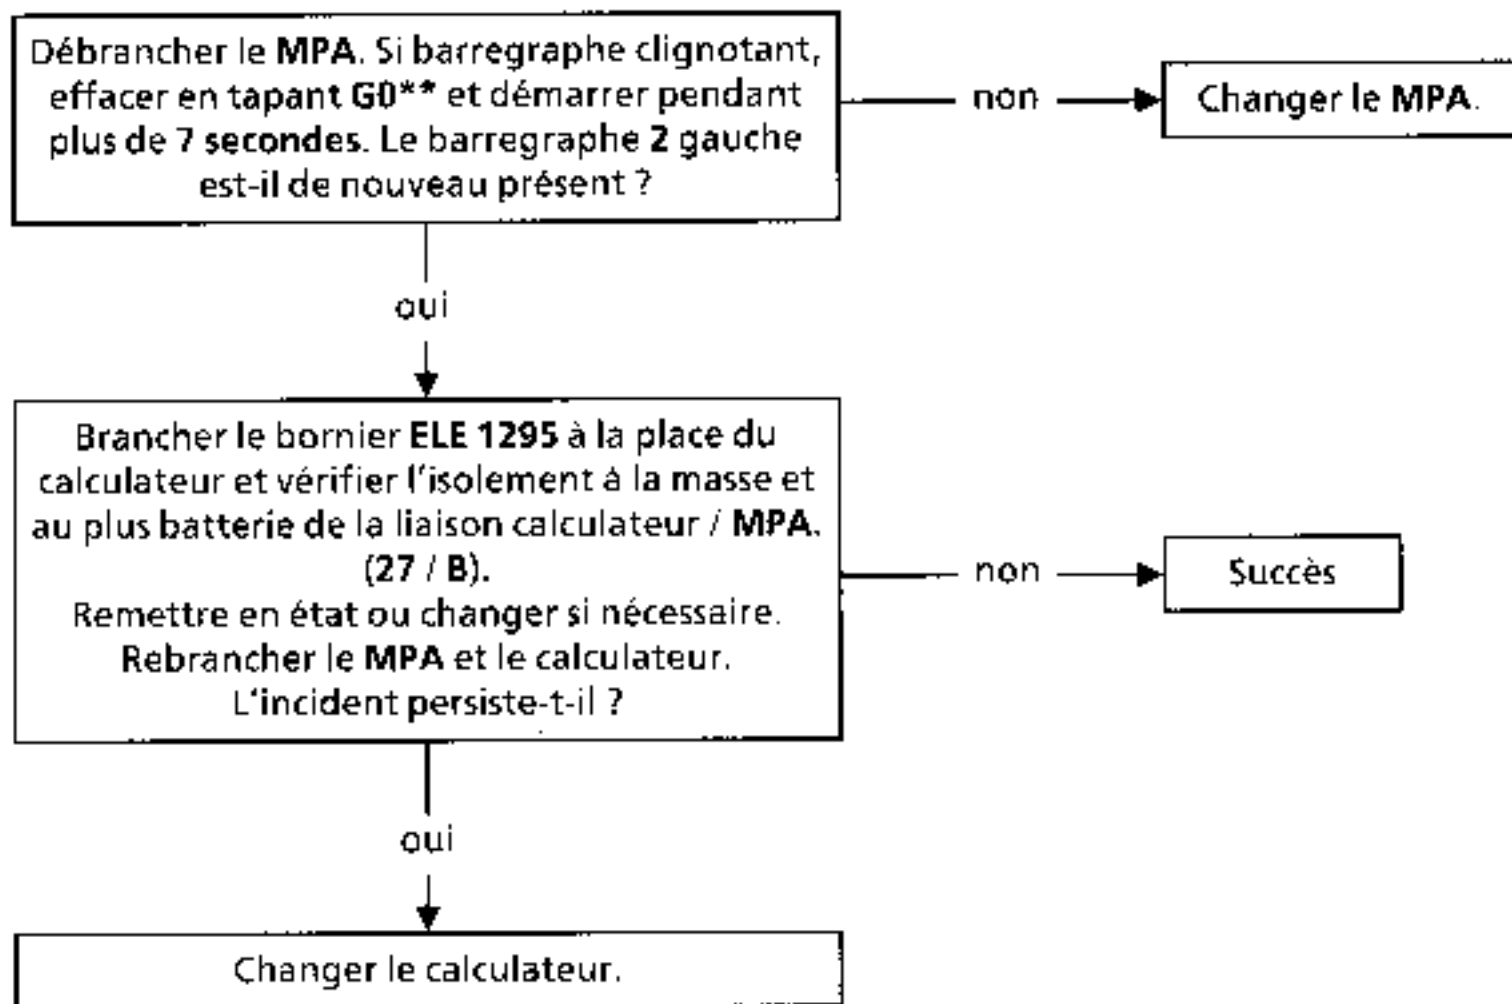 Débrancher le MPA. Si barregraphe clignotant,
effacer en tapant G0** et démarrer pendant
plus de 7 secondes. Le barregraphe 2 gauche
est-il de nouveau présent ?
non
Changer le MPA.
oui
Brancher le bornier ELE 1295 à la place du
calculateur et vérifier l'isolement à la masse et
au plus batterie de la liaison calculateur / MPA.
(27 / B).
Remettre en état ou changer si nécessaire.
Rebrancher le MPA et le calculateur.
L'incident persiste-t-il ?
non
Succès
oui
Changer le calculateur.